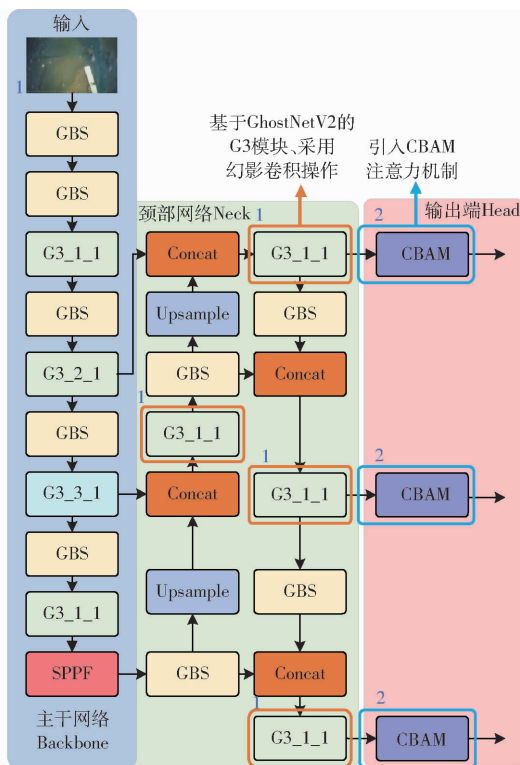 输入
1
GBS
GBS
G3_1_1
GBS
G3_2_1
GBS
G3_3_1
GBS
G3_1_1
SPPF
主干网络
Backbone
基于GhostNetV2的
G3模块、采用
幻影卷积操作
引入CBAM
注意力机制
颈部网络Neck
Concat
Upsample
GBS
1
G3_1_1
Concat
Upsample
GBS
1
G3_1_1
GBS
Concat
1
G3_1_1
GBS
Concat
1
G3_1_1
输出端Head
2
CBAM
2
CBAM
2
CBAM